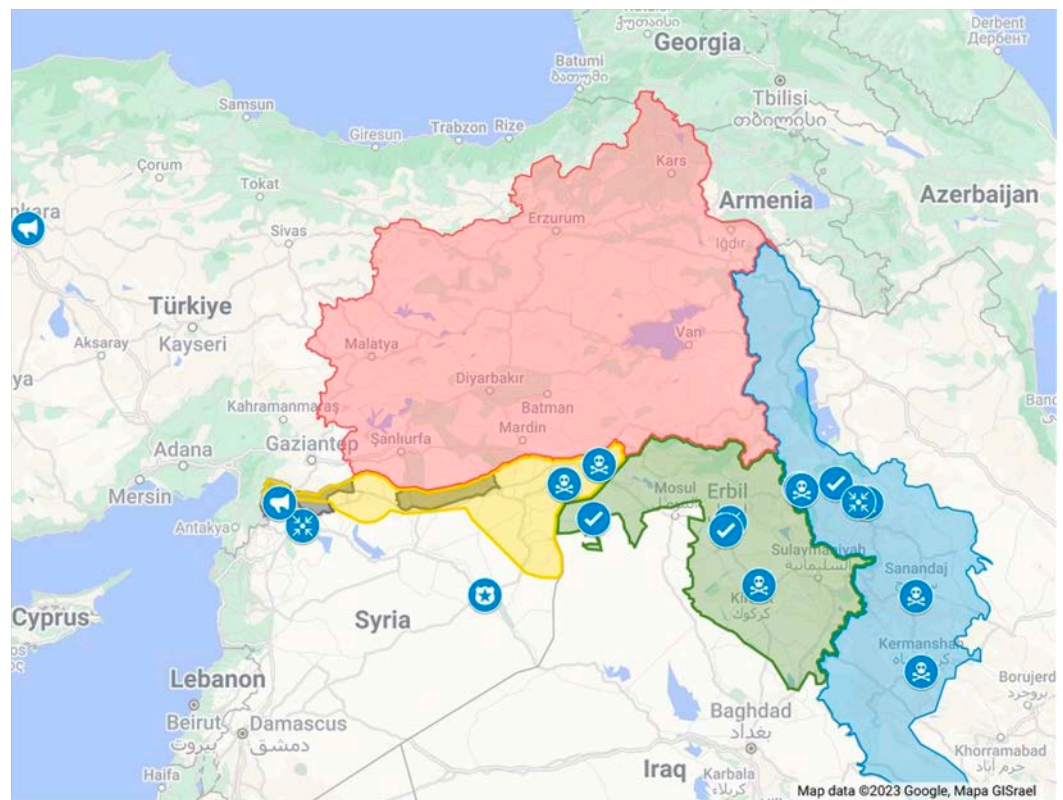 Derbent
Дербент
Georgia
Batumi
ბათუმი
Tbilisi
თბილისი
Samsun
Giresun
Trabzon
Rize
Çorum
Tokat
Kars
Armenia
Azerbaijan
Erzurum
Iğdır
Sivas
Türkiye
Kayseri
Aksaray
Malatya
Van
Diyarbakır
Batman
Mardin
Kahramanmaraş
Gaziantep
Şanlıurfa
Adana
Mersin
Antakya
Mosul
Erbil
Sulaymaniyah
السليمانية
Sanandaj
كركوك
Kermanshah
Cyprus
Syria
Lebanon
Beirut
بيروت
Damascus
دمشق
Baghdad
بغداد
Borujerd
بروجرد
Khorramabad
خرم آباد
Haifa
Iraq
Karbala
كربلاء
Map data ©2023 Google, Mapa GISrael